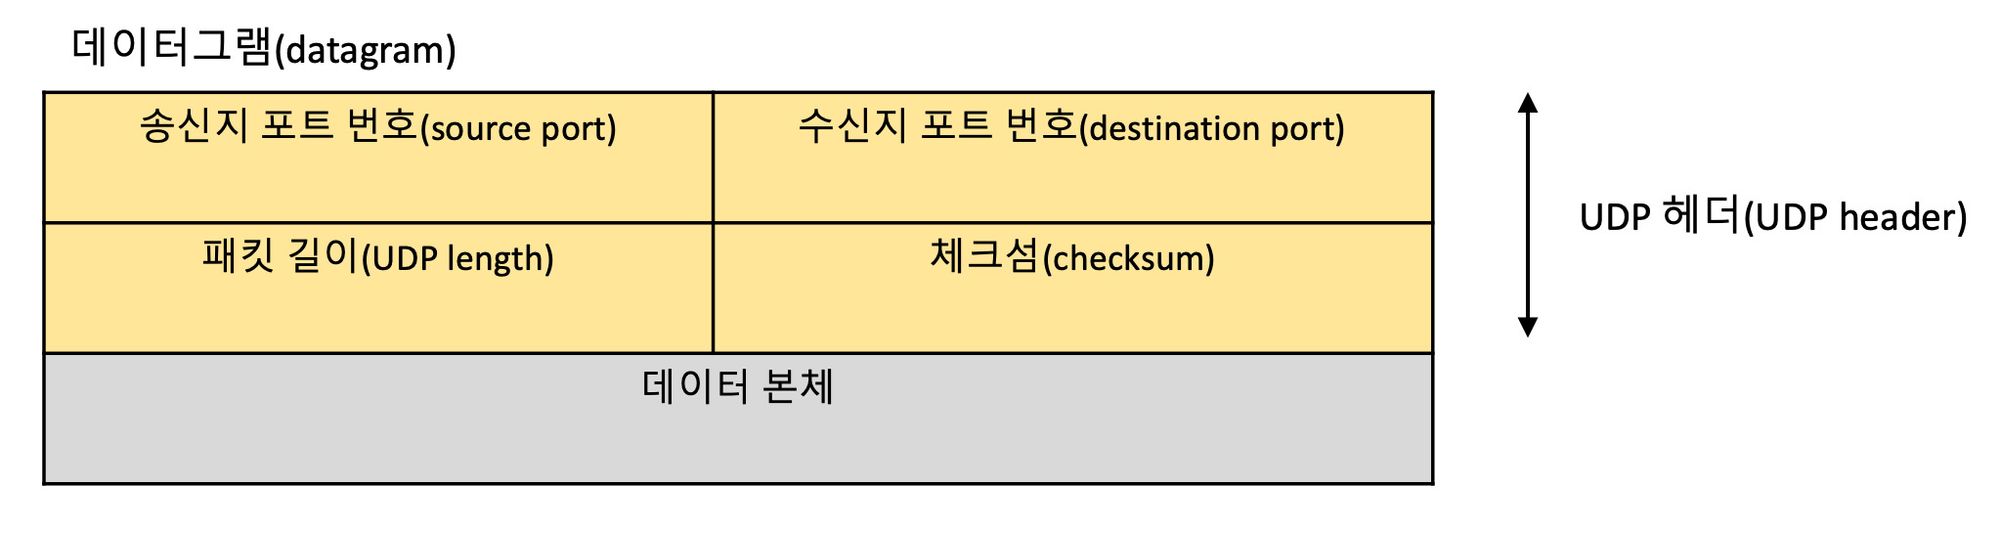 데이터그램(datagram)
송신지 포트 번호(source port)
수신지 포트 번호(destination port)
UDP 헤더(UDP header)
패킷 길이(UDP length)
체크섬(checksum)
데이터 본체